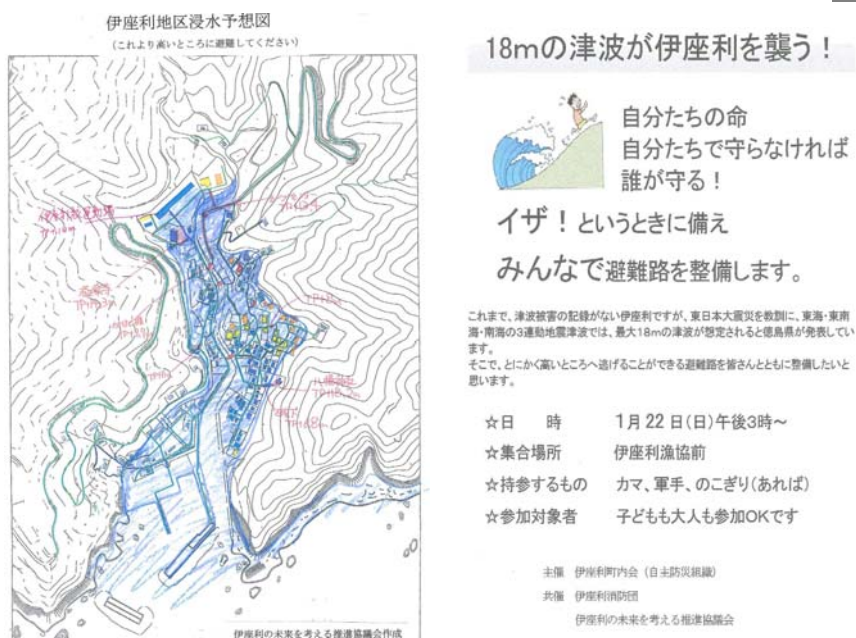 伊座利地区浸水予想図
(これより高いところに避難してください)
伊座利の未来を考える推進協議会作成
18mの津波が伊座利を襲う!
自分たちの命
自分たちで守らなければ
誰が守る!
イザ!というときに備え
みんなで避難路を整備します。
これまで、津波被害の記録がない伊座利ですが、東日本大震災を教訓に、東海・東南
海・南海の3連動地震津波では、最大18mの津波が想定されると徳島県が発表してい
ます。
そこで、とにかく高いところへ逃げることができる避難路を皆さんとともに整備したいと
思います。
☆日 時 1月22日(日)午後3時~
☆集合場所 伊座利漁協前
☆持参するもの カマ、軍手、のこぎり(あれば)
☆参加対象者 子どもも大人も参加OKです
主催 伊座利町内会 (自主防災組織)
共催 伊座利消防団
伊座利の未来を考える推進協議会